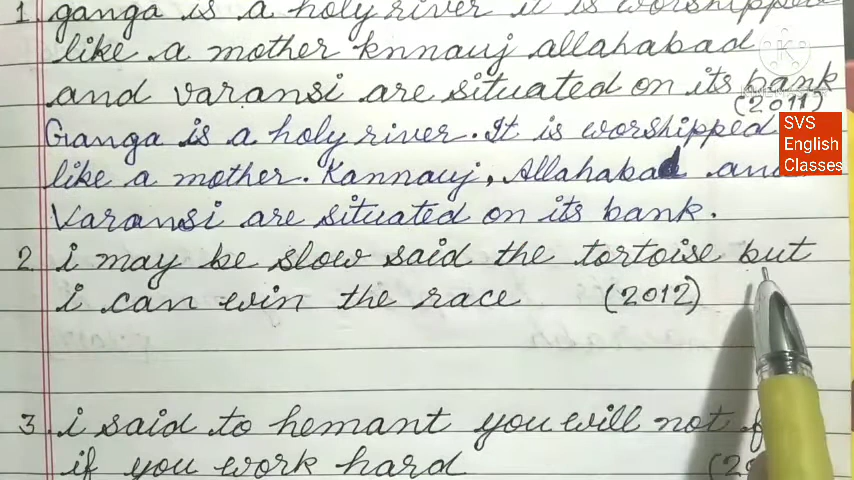 1 ganga is a holy river it is worshipped
like a mother knnauj allahabad
and varansi are situated on its bank
(2011)
Ganga is a holy river. It is worshipped
SVS
English
Classes
like a mother. Kannauj, Allahabad and
Varansi are situated on its bank.
2. i may be slow said the tortoise but
i can win the race (2012)
3. i said to hemant you will not
if you work hard